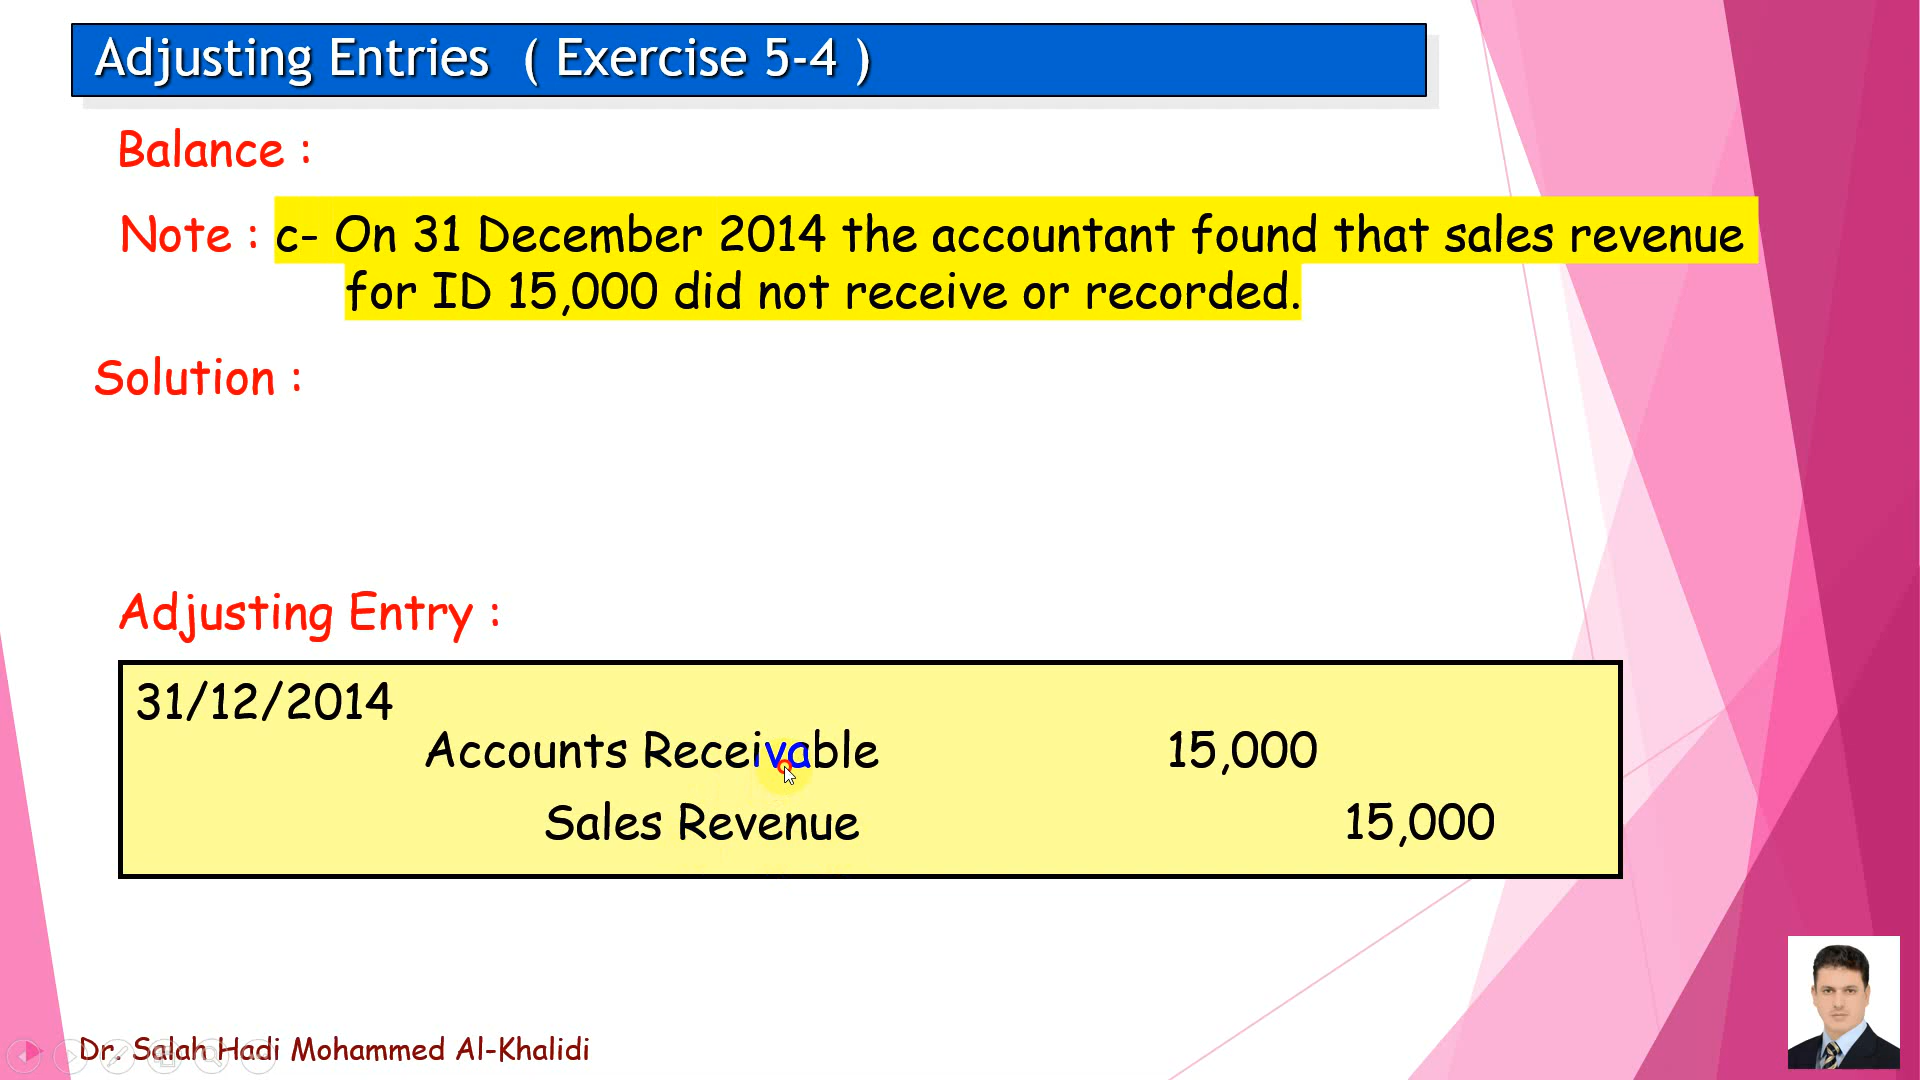 Adjusting Entries ( Exercise 5-4 )
Balance :
Note : c- On 31 December 2014 the accountant found that sales revenue
for ID 15,000 did not receive or recorded.
Solution :
Adjusting Entry :
31/12/2014
Accounts Receivable 15,000
Sales Revenue 15,000
Dr. Salah Hadi Mohammed Al-Khalidi